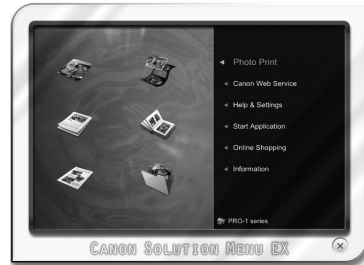 Photo Print
Canon Web Service
Help & Settings
Start Application
Online Shopping
Information
PRO-1 series
CANON SOLUTION MENU EX